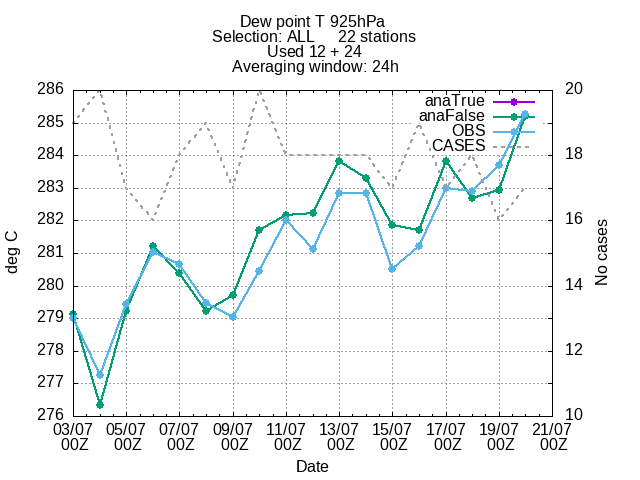 Dew point T 925hPa
Selection: ALL 22 stations
Used 12 + 24
Averaging window: 24h
286
285
284
283
282
281
280
279
278
277
276
deg C
20
18
16
14
12
10
No cases
anaTrue
anaFalse
OBS
CASES
03/07 05/07 07/07 09/07 11/07 13/07 15/07 17/07 19/07 21/07
00Z 00Z 00Z 00Z 00Z 00Z 00Z 00Z 00Z 00Z
Date